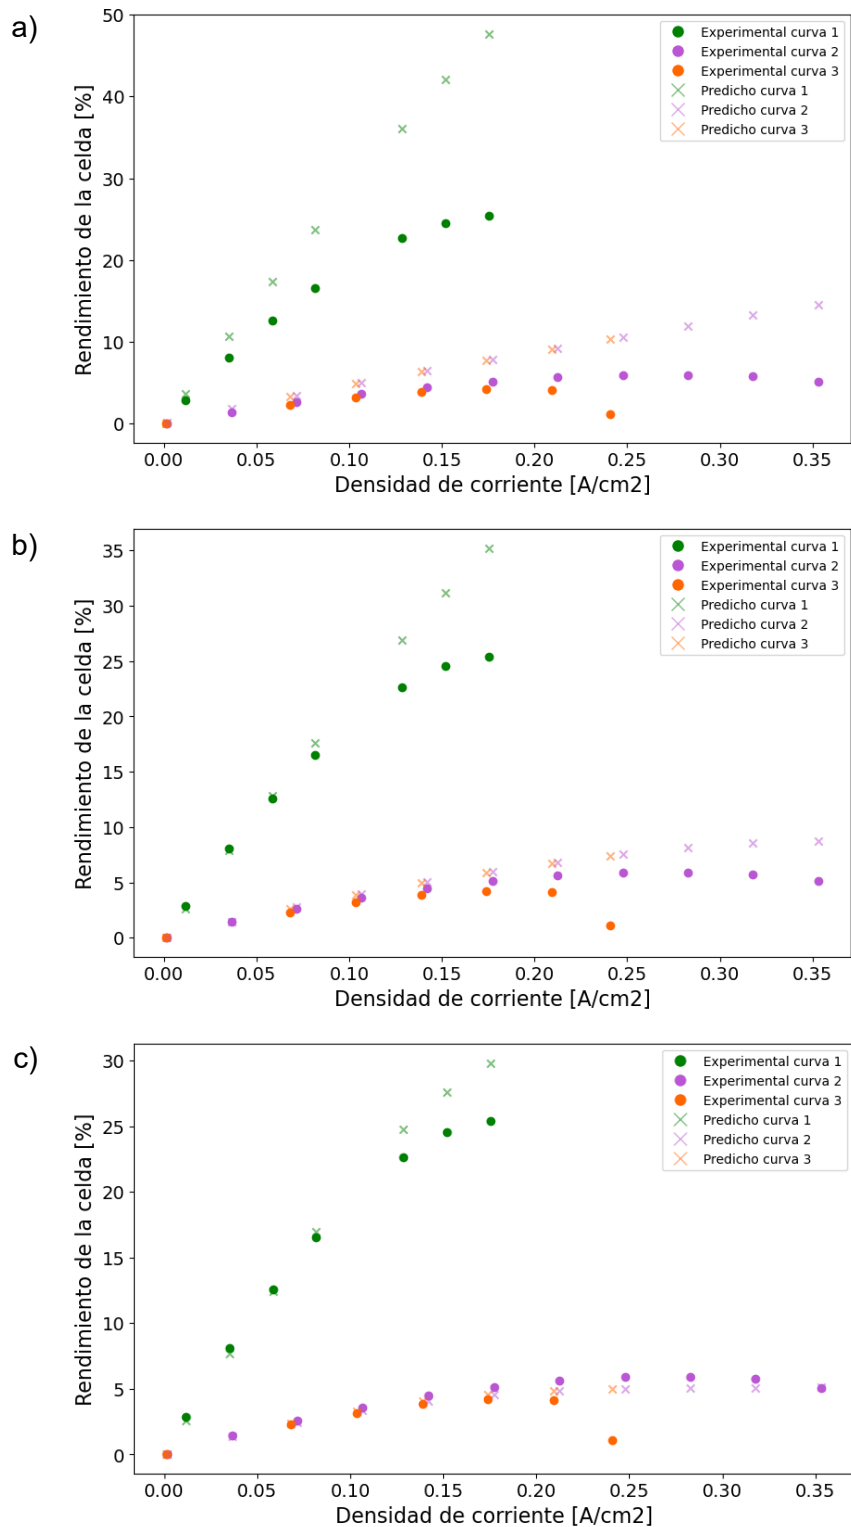 a)
Rendimiento de la celda [%]
50
40
30
20
10
0
Experimental curva 1
Experimental curva 2
Experimental curva 3
Predicho curva 1
Predicho curva 2
Predicho curva 3
0.00 0.05 0.10 0.15 0.20 0.25 0.30 0.35
Densidad de corriente [A/cm2]
b)
Rendimiento de la celda [%]
35
30
25
20
15
10
5
0
Experimental curva 1
Experimental curva 2
Experimental curva 3
Predicho curva 1
Predicho curva 2
Predicho curva 3
0.00 0.05 0.10 0.15 0.20 0.25 0.30 0.35
Densidad de corriente [A/cm2]
c)
Rendimiento de la celda [%]
30
25
20
15
10
5
0
Experimental curva 1
Experimental curva 2
Experimental curva 3
Predicho curva 1
Predicho curva 2
Predicho curva 3
0.00 0.05 0.10 0.15 0.20 0.25 0.30 0.35
Densidad de corriente [A/cm2]